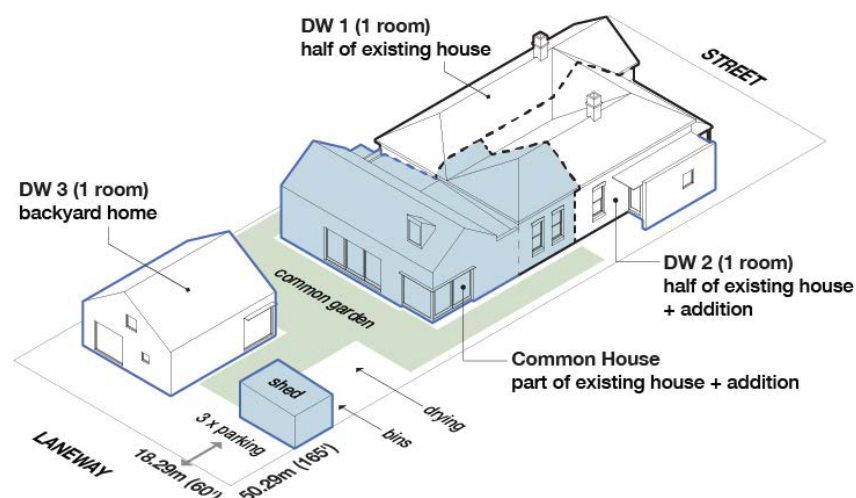 DW 1 (1 room)
half of existing house
STREET
DW 3 (1 room)
backyard home
common garden
DW 2 (1 room)
half of existing house
+ addition
Common House
part of existing house + addition
shed
drying
bins
3 x parking
LANEWAY
18.29m (60')
50.29m (165')